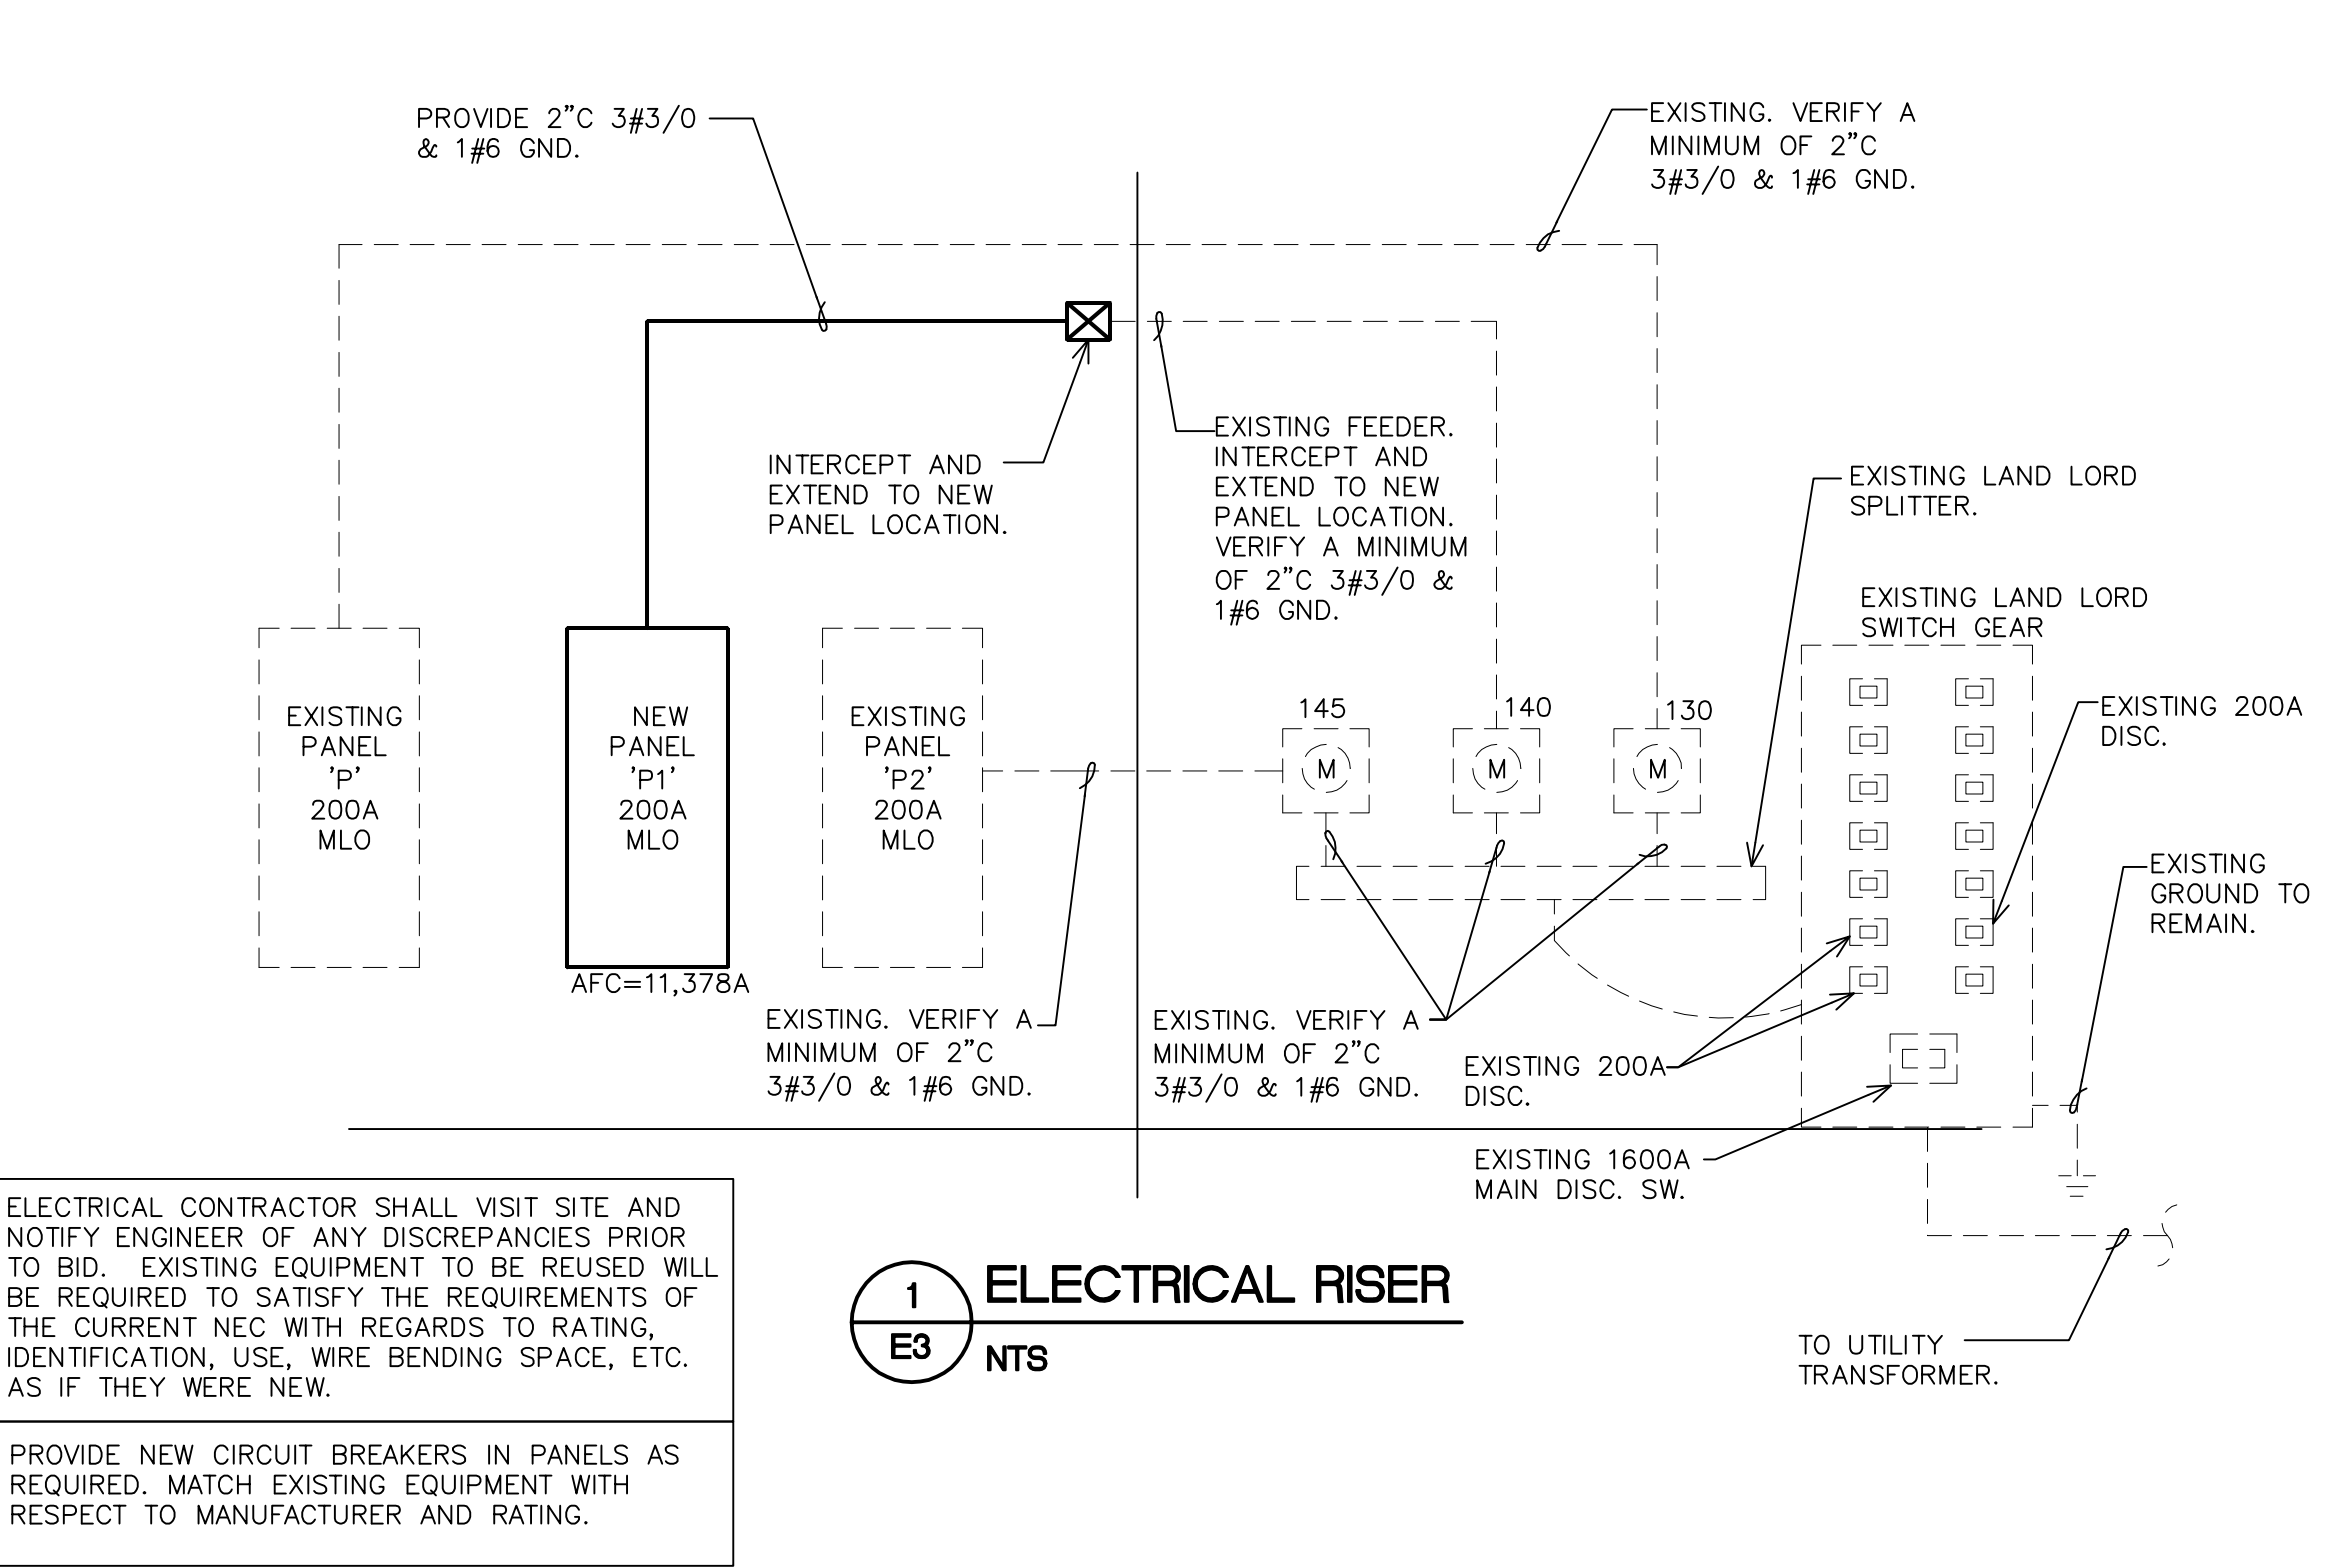 PROVIDE 2"C 3#3/0
& 1#6 GND.
EXISTING. VERIFY A
MINIMUM OF 2"C
3#3/0 & 1#6 GND.
INTERCEPT AND
EXTEND TO NEW
PANEL LOCATION.
EXISTING FEEDER.
INTERCEPT AND
EXTEND TO NEW
PANEL LOCATION.
VERIFY A MINIMUM
OF 2"C 3#3/0 &
1#6 GND.
EXISTING LAND LORD
SPLITTER.
EXISTING LAND LORD
SWITCH GEAR
EXISTING
PANEL
'P'
200A
MLO
NEW
PANEL
'P1'
200A
MLO
AFC=11,378A
EXISTING
PANEL
'P2'
200A
MLO
145
M
140
M
130
M
EXISTING 200A
DISC.
EXISTING
GROUND TO
REMAIN.
EXISTING. VERIFY A
MINIMUM OF 2"C
3#3/0 & 1#6 GND.
EXISTING. VERIFY A
MINIMUM OF 2"C
3#3/0 & 1#6 GND.
EXISTING 200A
DISC.
EXISTING 1600A
MAIN DISC. SW.
TO UTILITY
TRANSFORMER.
ELECTRICAL CONTRACTOR SHALL VISIT SITE AND
NOTIFY ENGINEER OF ANY DISCREPANCIES PRIOR
TO BID. EXISTING EQUIPMENT TO BE REUSED WILL
BE REQUIRED TO SATISFY THE REQUIREMENTS OF
THE CURRENT NEC WITH REGARDS TO RATING,
IDENTIFICATION, USE, WIRE BENDING SPACE, ETC.
AS IF THEY WERE NEW.
PROVIDE NEW CIRCUIT BREAKERS IN PANELS AS
REQUIRED. MATCH EXISTING EQUIPMENT WITH
RESPECT TO MANUFACTURER AND RATING.
1
E3
ELECTRICAL RISER
NTS